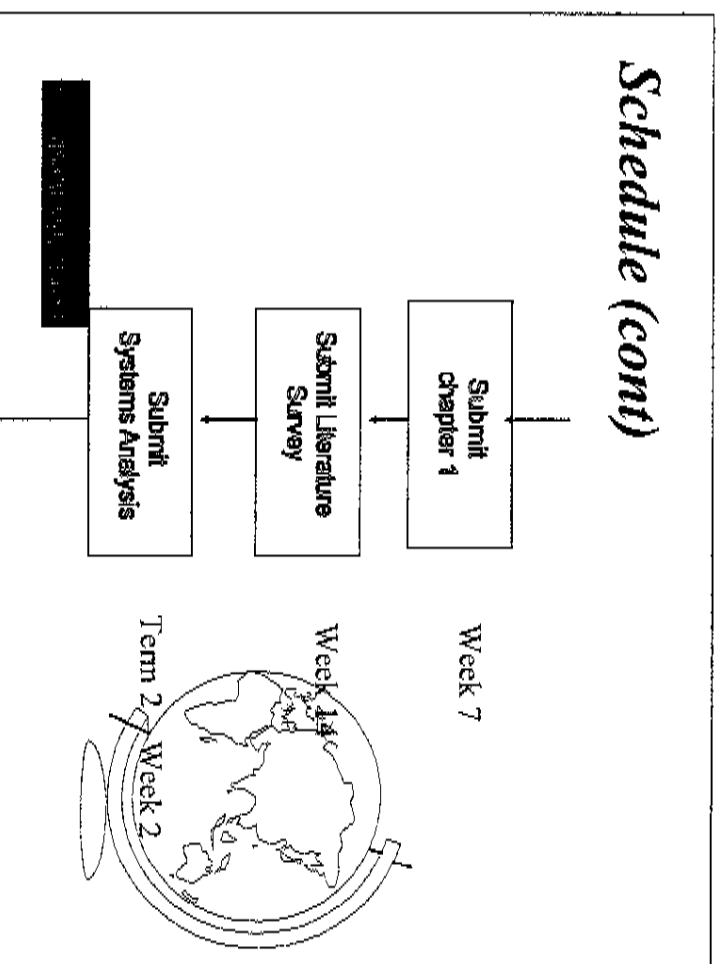 Schedule (cont)
Submit
chapter 1
Week 7
Submit Literature
Survey
Week 14
Submit
Systems Analysis
Term 2, Week 2